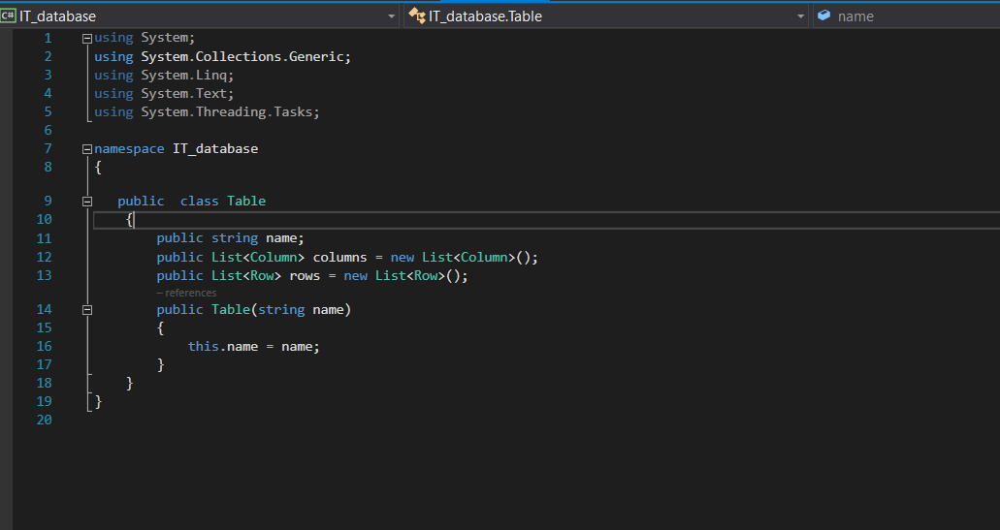 C# IT_database IT_database.Table name
1 using System;
2 using System.Collections.Generic;
3 using System.Linq;
4 using System.Text;
5 using System.Threading.Tasks;
6
7 namespace IT_database
8 {
9 public  class Table
10 {
11 public string name;
12 public List<Column> columns = new List<Column>();
13 public List<Row> rows = new List<Row>();
– references
14 public Table(string name)
15 {
16 this.name = name;
17 }
18 }
19 }
20